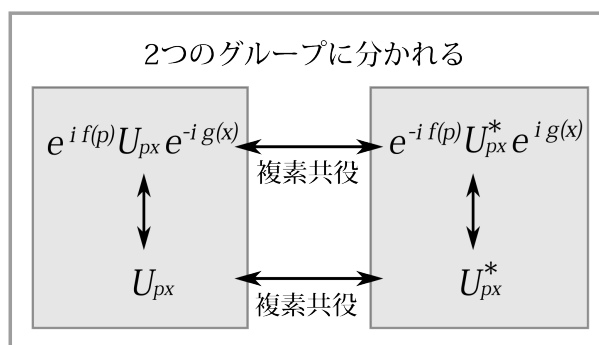 2つのグループに分かれる
e^{i f(p)} U_{px} e^{-i g(x)}
複素共役
e^{-i f(p)} U_{px}^{*} e^{i g(x)}
U_{px}
複素共役
U_{px}^{*}